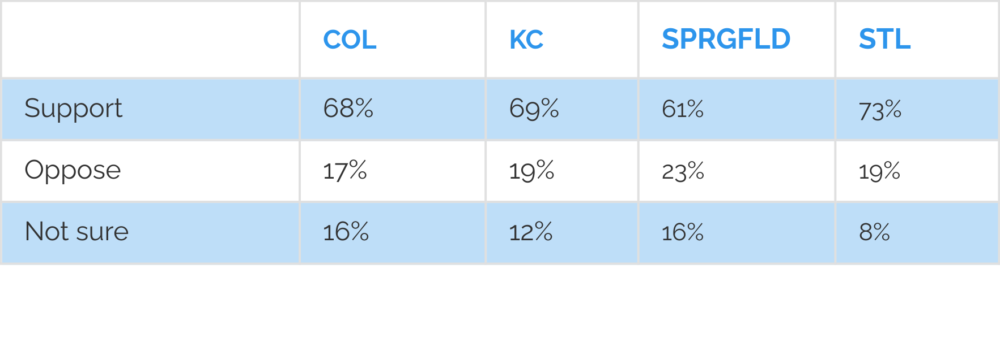 COL KC SPRGFLD STL
Support 68% 69% 61% 73%
Oppose 17% 19% 23% 19%
Not sure 16% 12% 16% 8%